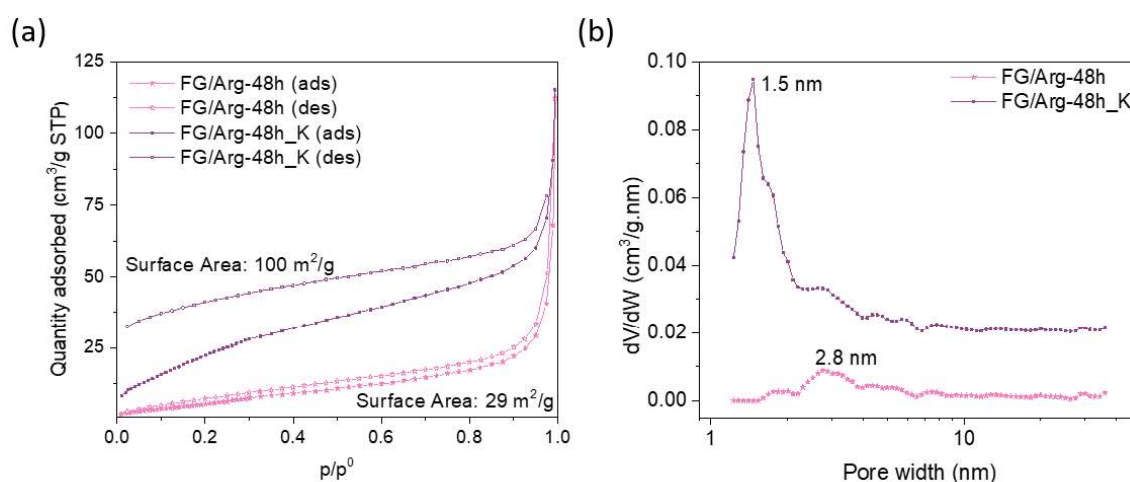 (a)
125
100
75
50
25
0.0 0.2 0.4 0.6 0.8 1.0
Quantity adsorbed (cm³/g STP)
p/p⁰
FG/Arg-48h (ads)
FG/Arg-48h (des)
FG/Arg-48h_K (ads)
FG/Arg-48h_K (des)
Surface Area: 100 m²/g
Surface Area: 29 m²/g
(b)
0.10
0.08
0.06
0.04
0.02
0.00
1 10
dV/dW (cm³/g.nm)
Pore width (nm)
FG/Arg-48h
FG/Arg-48h_K
1.5 nm
2.8 nm